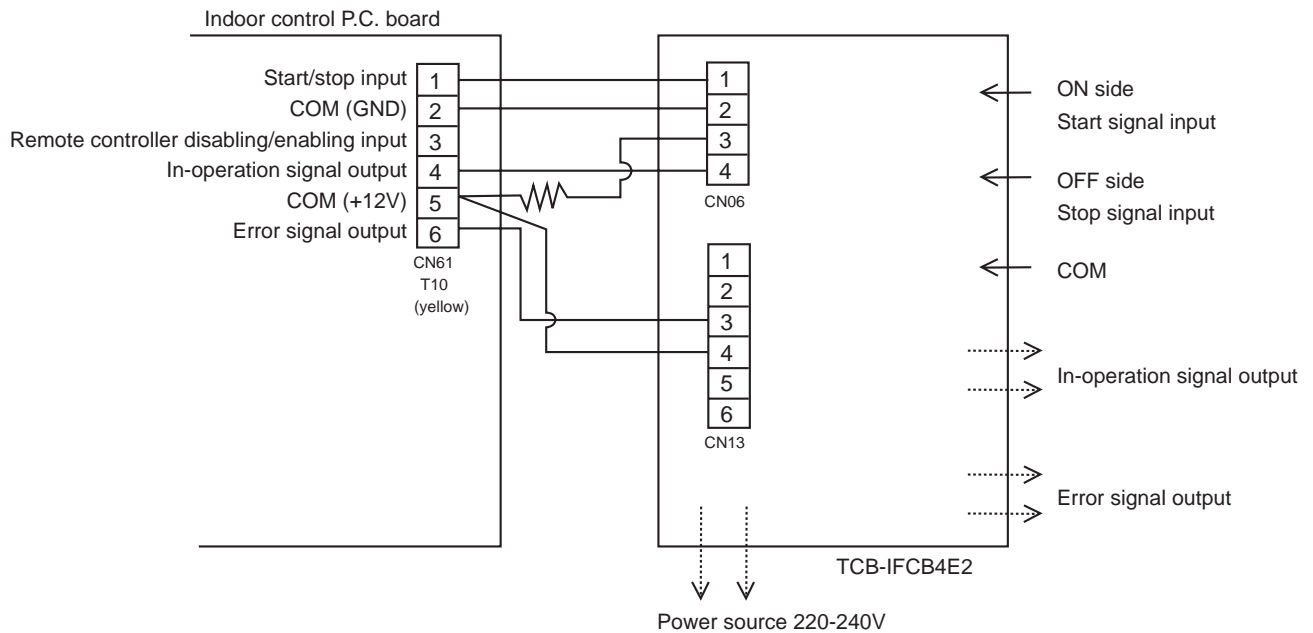 Indoor control P.C. board
Start/stop input 1
COM (GND) 2
Remote controller disabling/enabling input 3
In-operation signal output 4
COM (+12V) 5
Error signal output 6
CN61
T10
(yellow)
1
2
3
4
CN06
1
2
3
4
5
6
CN13
ON side
Start signal input
OFF side
Stop signal input
COM
In-operation signal output
Error signal output
TCB-IFCB4E2
Power source 220-240V